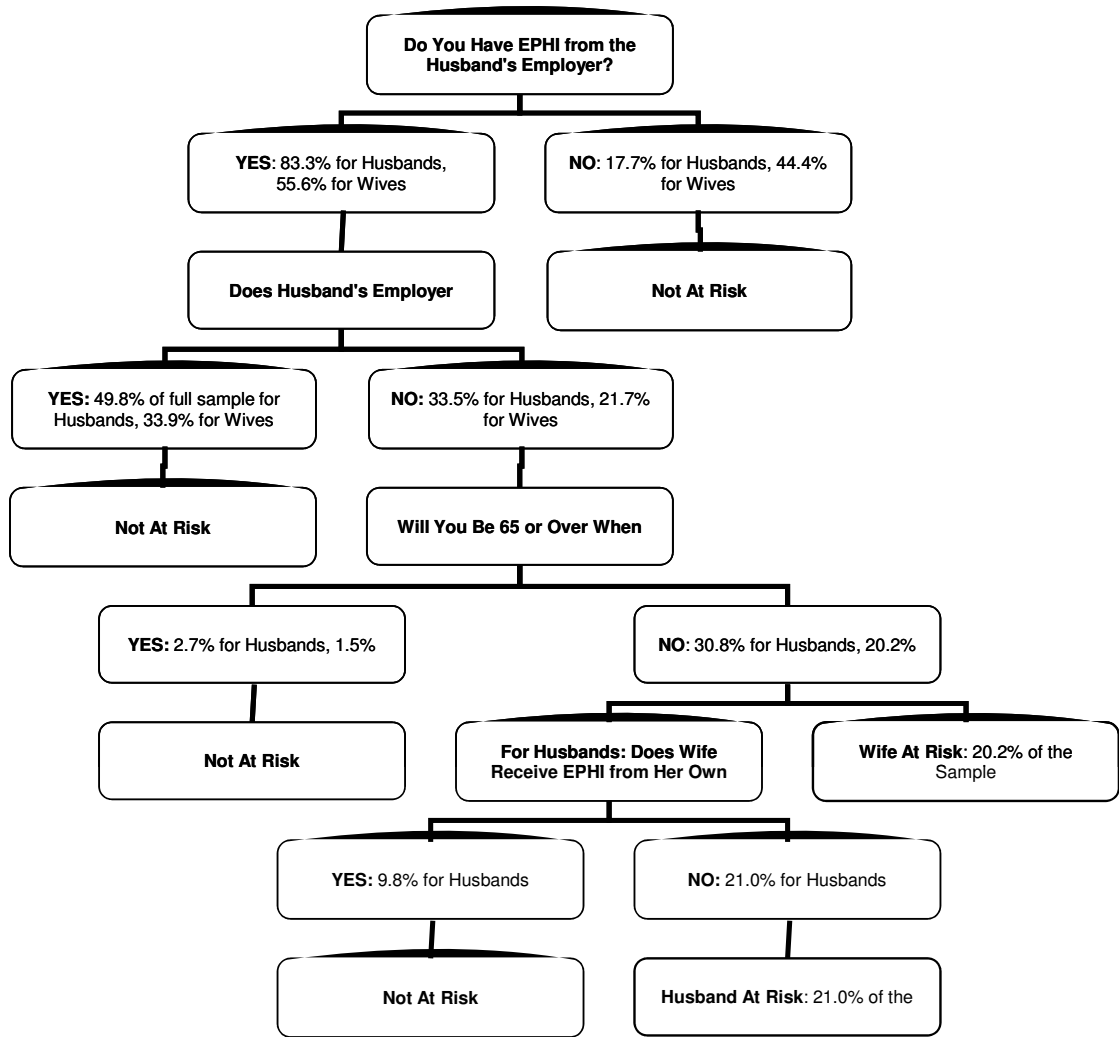 Do You Have EPHI from the
Husband's Employer?
YES: 83.3% for Husbands,
55.6% for Wives
NO: 17.7% for Husbands, 44.4%
for Wives
Does Husband's Employer
Not At Risk
YES: 49.8% of full sample for
Husbands, 33.9% for Wives
NO: 33.5% for Husbands, 21.7%
for Wives
Not At Risk
Will You Be 65 or Over When
YES: 2.7% for Husbands, 1.5%
NO: 30.8% for Husbands, 20.2%
Not At Risk
For Husbands: Does Wife
Receive EPHI from Her Own
Wife At Risk: 20.2% of the
Sample
YES: 9.8% for Husbands
NO: 21.0% for Husbands
Not At Risk
Husband At Risk: 21.0% of the